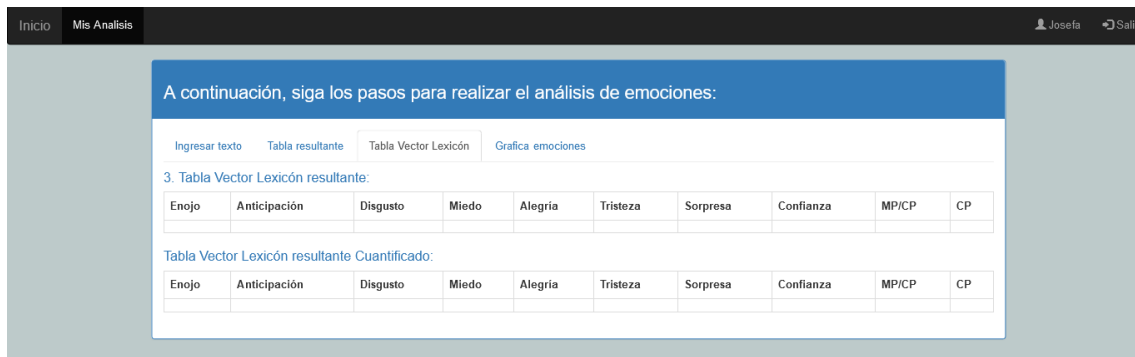 Inicio Mis Analisis Josefa Sali
A continuación, siga los pasos para realizar el análisis de emociones:
Ingresar texto Tabla resultante Tabla Vector Lexicón Grafica emociones
3. Tabla Vector Lexicón resultante:
Enojo Anticipación Disgusto Miedo Alegría Tristeza Sorpresa Confianza MP/CP CP
Tabla Vector Lexicón resultante Cuantificado:
Enojo Anticipación Disgusto Miedo Alegria Tristeza Sorpresa Confianza MP/CP CP